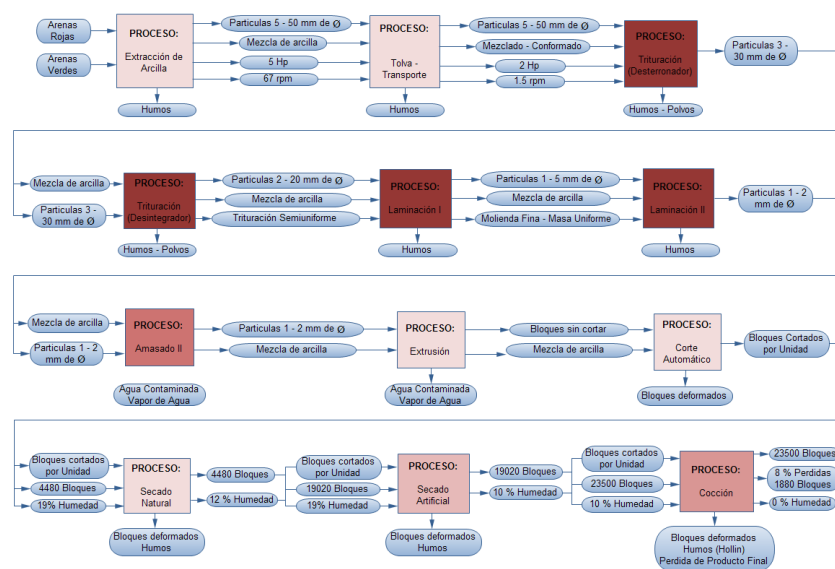 Arenas
Rojas
Arenas
Verdes
PROCESO:
Extracción de
Arcilla
Humos
Particulas 5 - 50 mm de Ø
Mezcla de arcilla
5 Hp
67 rpm
PROCESO:
Tolva -
Transporte
Humos
Particulas 5 - 50 mm de Ø
Mezclado - Conformado
2 Hp
1.5 rpm
PROCESO:
Trituración
(Desterronador)
Humos - Polvos
Particulas 3 -
30 mm de Ø
Mezcla de arcilla
Particulas 3 -
30 mm de Ø
PROCESO:
Trituración
(Desintegrador)
Humos - Polvos
Particulas 2 - 20 mm de Ø
Mezcla de arcilla
Trituración Semiuniforme
PROCESO:
Laminación I
Humos
Particulas 1 - 5 mm de Ø
Mezcla de arcilla
Molienda Fina - Masa Uniforme
PROCESO:
Laminación II
Humos
Particulas 1 - 2
mm de Ø
Mezcla de arcilla
Particulas 1 - 2
mm de Ø
PROCESO:
Amasado II
Agua Contaminada
Vapor de Agua
Particulas 1 - 2 mm de Ø
Mezcla de arcilla
PROCESO:
Extrusión
Agua Contaminada
Vapor de Agua
Bloques sin cortar
Mezcla de arcilla
PROCESO:
Corte
Automático
Bloques deformados
Bloques Cortados
por Unidad
Bloques cortados
por Unidad
4480 Bloques
19% Humedad
PROCESO:
Secado
Natural
Bloques deformados
Humos
4480 Bloques
12 % Humedad
Bloques cortados
por Unidad
19020 Bloques
19% Humedad
PROCESO:
Secado
Artificial
Bloques deformados
Humos
19020 Bloques
10 % Humedad
Bloques cortados
por Unidad
23500 Bloques
10 % Humedad
PROCESO:
Cocción
Bloques deformados
Humos (Hollin)
Perdida de Producto Final
23500 Bloques
8 % Perdidas
1880 Bloques
0 % Humedad